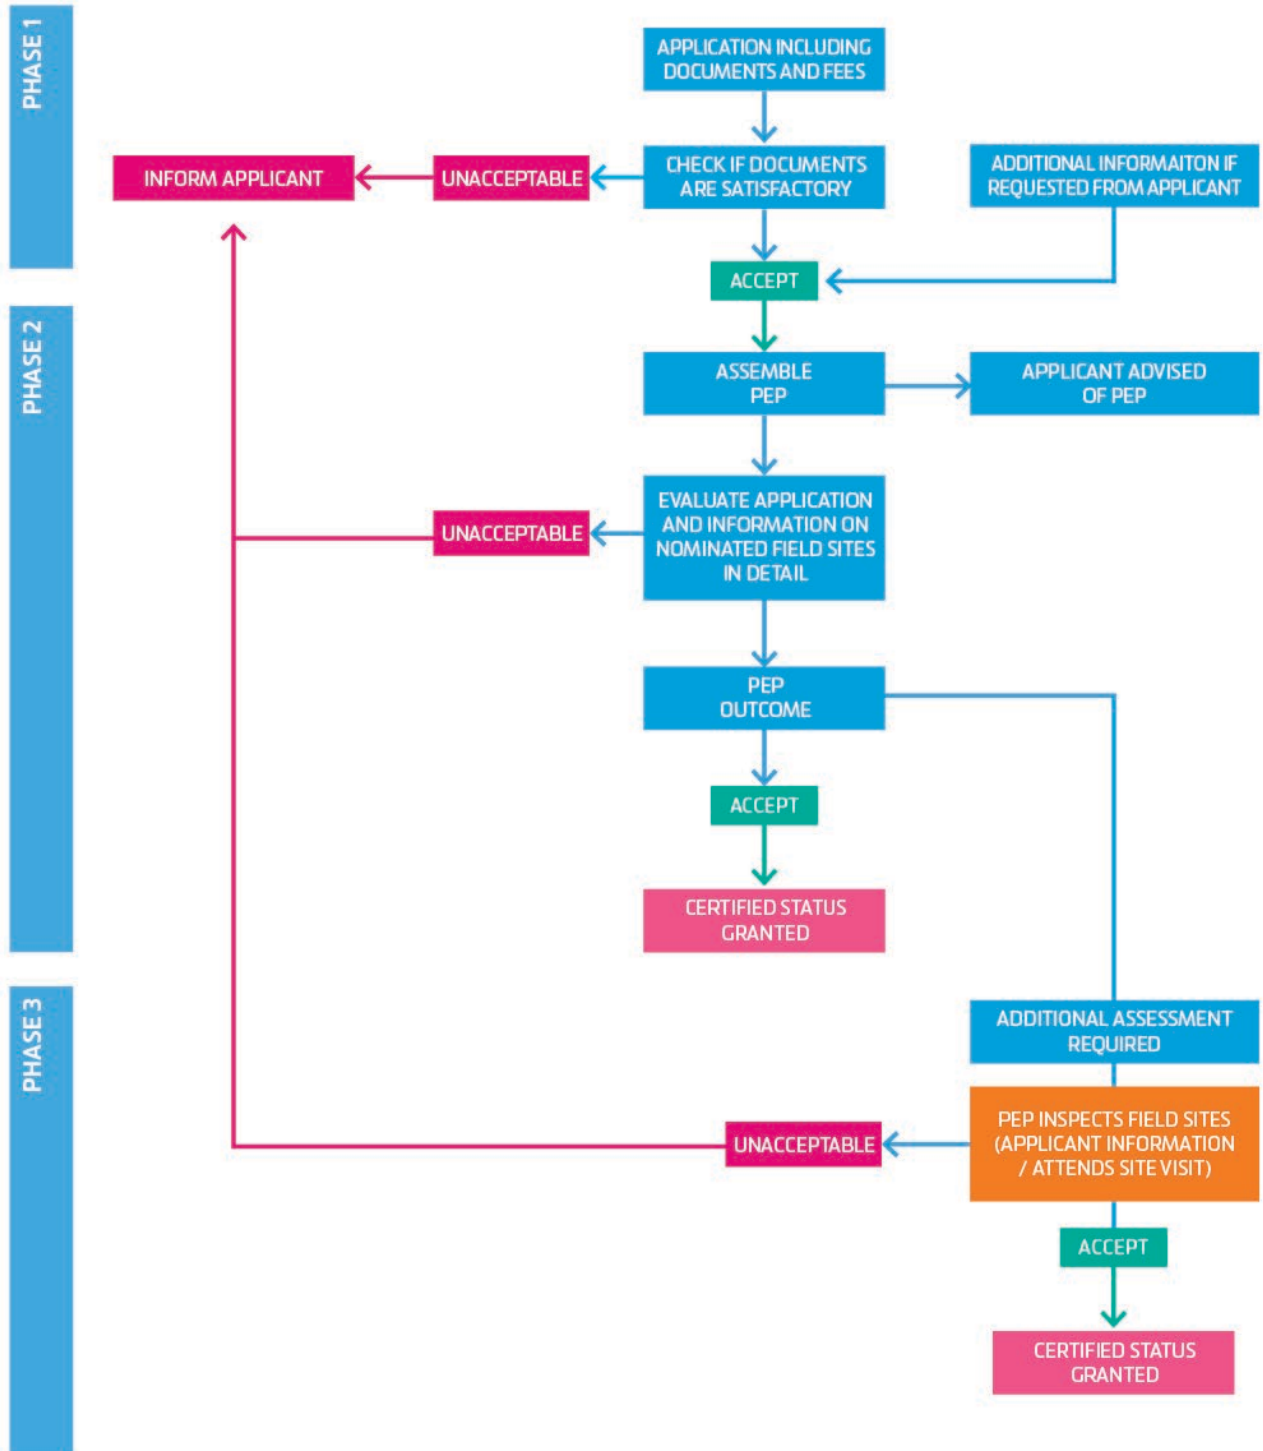 PHASE 1
APPLICATION INCLUDING
DOCUMENTS AND FEES
INFORM APPLICANT
UNACCEPTABLE
CHECK IF DOCUMENTS
ARE SATISFACTORY
ADDITIONAL INFORMAITON IF
REQUESTED FROM APPLICANT
ACCEPT
PHASE 2
ASSEMBLE
PEP
APPLICANT ADVISED
OF PEP
UNACCEPTABLE
EVALUATE APPLICATION
AND INFORMATION ON
NOMINATED FIELD SITES
IN DETAIL
PEP
OUTCOME
ACCEPT
CERTIFIED STATUS
GRANTED
PHASE 3
ADDITIONAL ASSESSMENT
REQUIRED
UNACCEPTABLE
PEP INSPECTS FIELD SITES
(APPLICANT INFORMATION
/ ATTENDS SITE VISIT)
ACCEPT
CERTIFIED STATUS
GRANTED